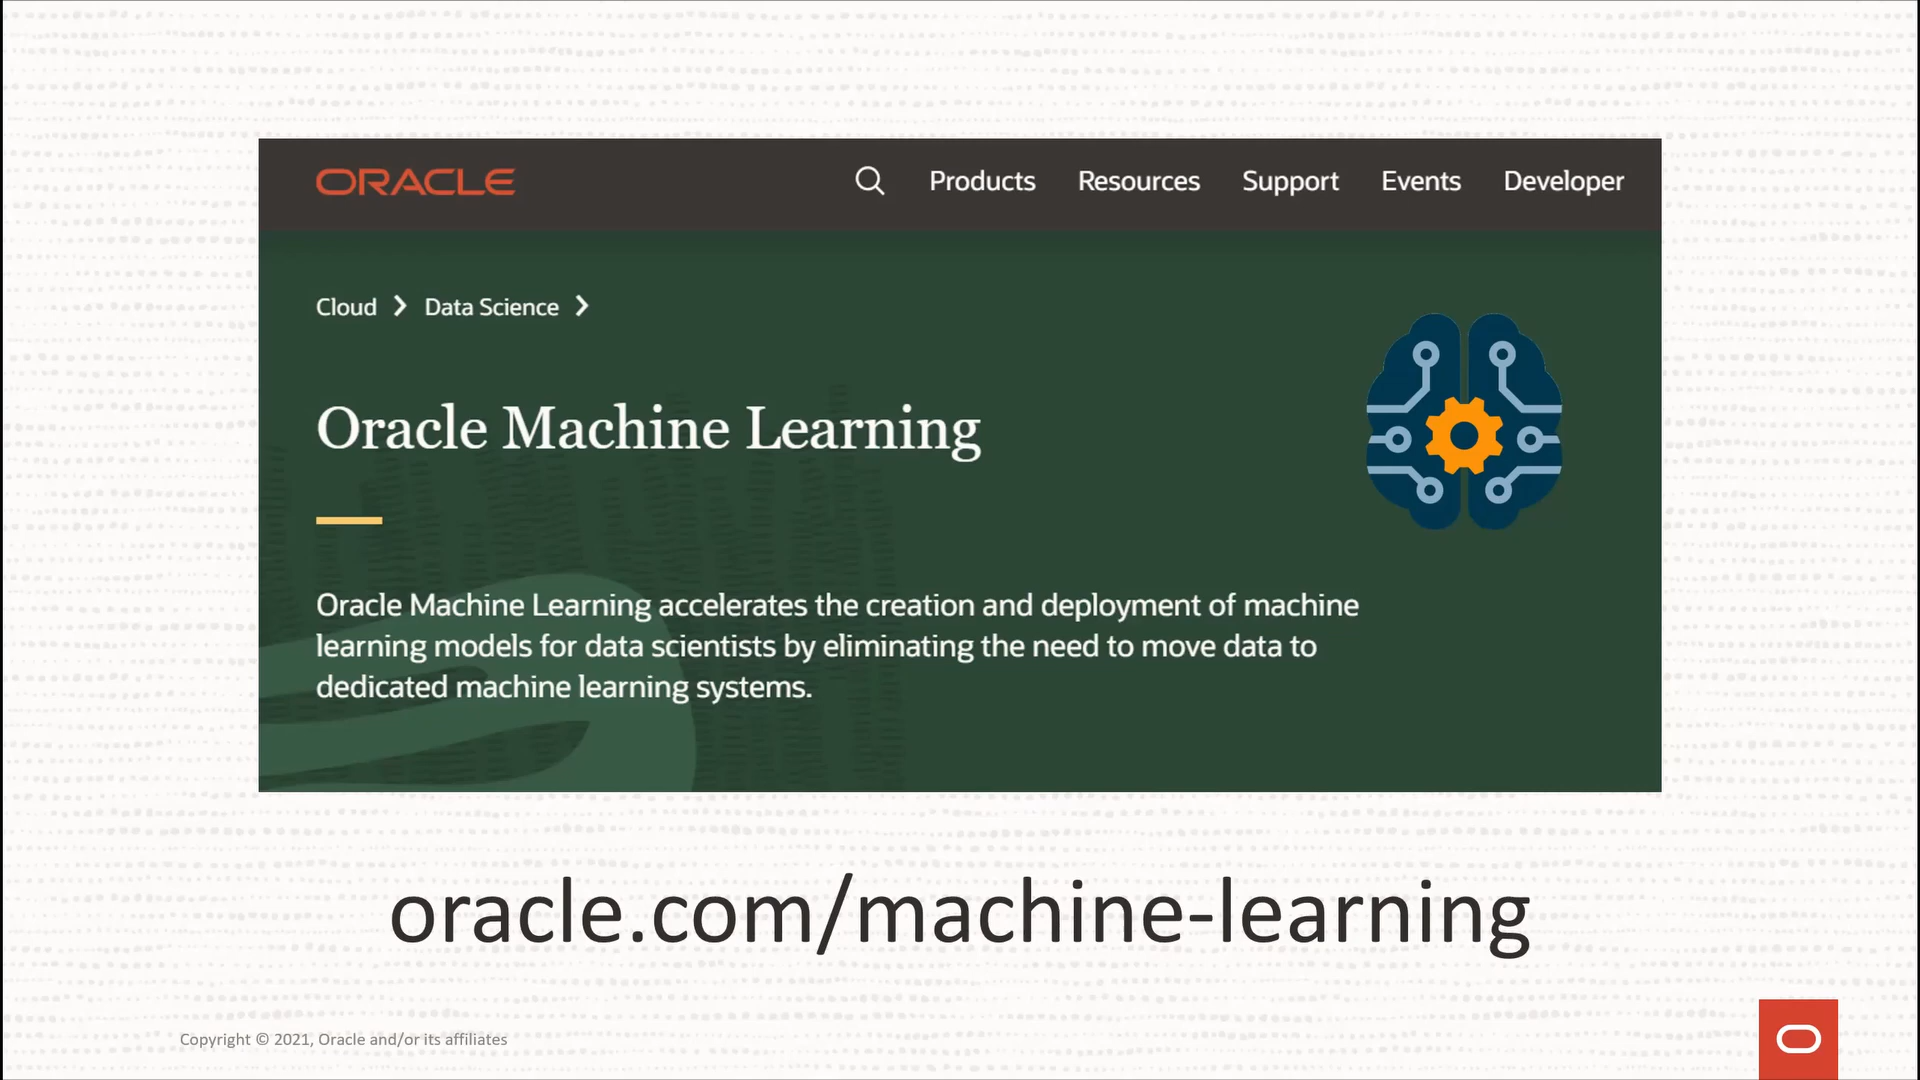 ORACLE
Products Resources Support Events Developer
Cloud > Data Science >
Oracle Machine Learning
Oracle Machine Learning accelerates the creation and deployment of machine
learning models for data scientists by eliminating the need to move data to
dedicated machine learning systems.
oracle.com/machine-learning
Copyright © 2021, Oracle and/or its affiliates